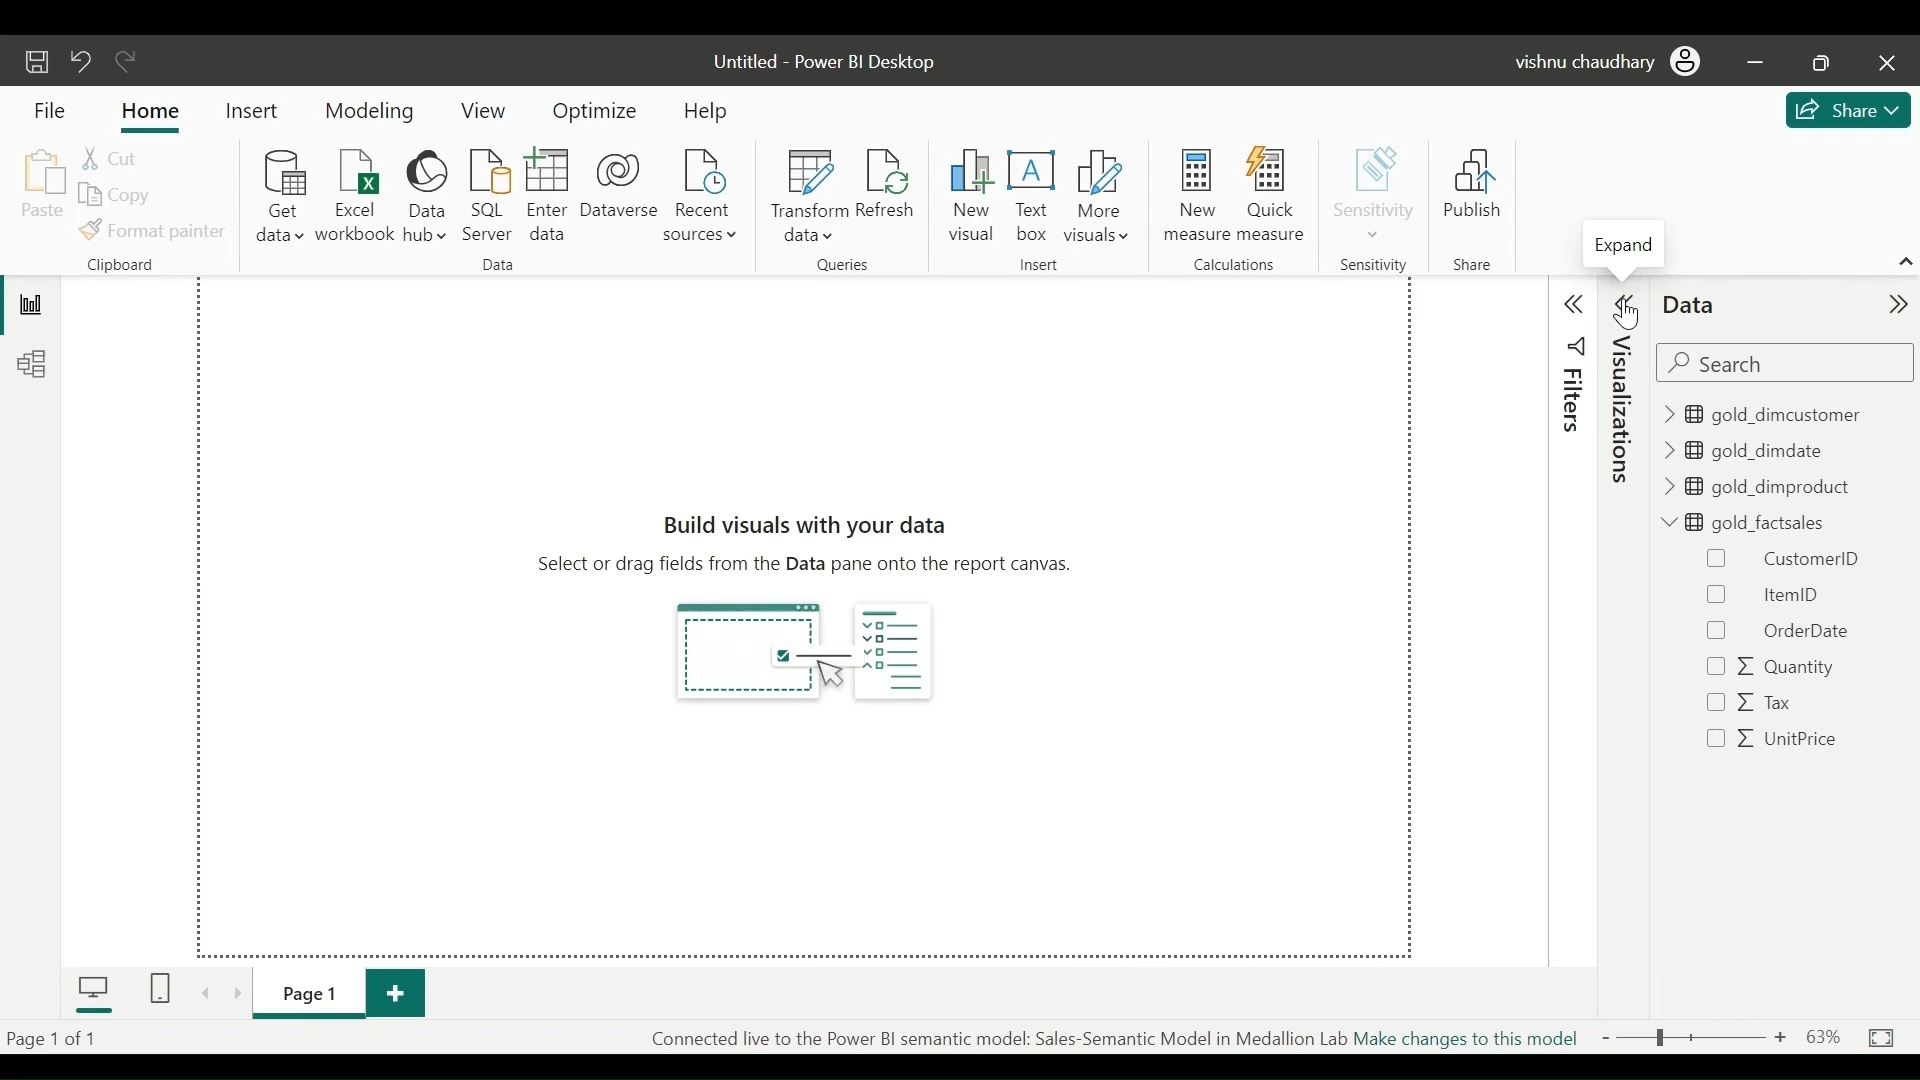 Untitled - Power BI Desktop
vishnu chaudhary
File Home Insert Modeling View Optimize Help
Share
Paste
Cut
Copy
Format painter
Clipboard
Get data
Excel workbook
Data hub
SQL Server
Enter data
Dataverse
Recent sources
Data
Transform data
Refresh
Queries
New visual
Text box
More visuals
Insert
New measure
Quick measure
Calculations
Sensitivity
Sensitivity
Publish
Share
Expand
Filters
Visualizations
Data
Search
gold_dimcustomer
gold_dimdate
gold_dimproduct
gold_factsales
CustomerID
ItemID
OrderDate
Σ Quantity
Σ Tax
Σ UnitPrice
Build visuals with your data
Select or drag fields from the Data pane onto the report canvas.
Page 1
Page 1 of 1
Connected live to the Power BI semantic model: Sales-Semantic Model in Medallion Lab Make changes to this model
- + 63%